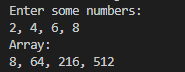 Enter some numbers:
2, 4, 6, 8
Array:
8, 64, 216, 512